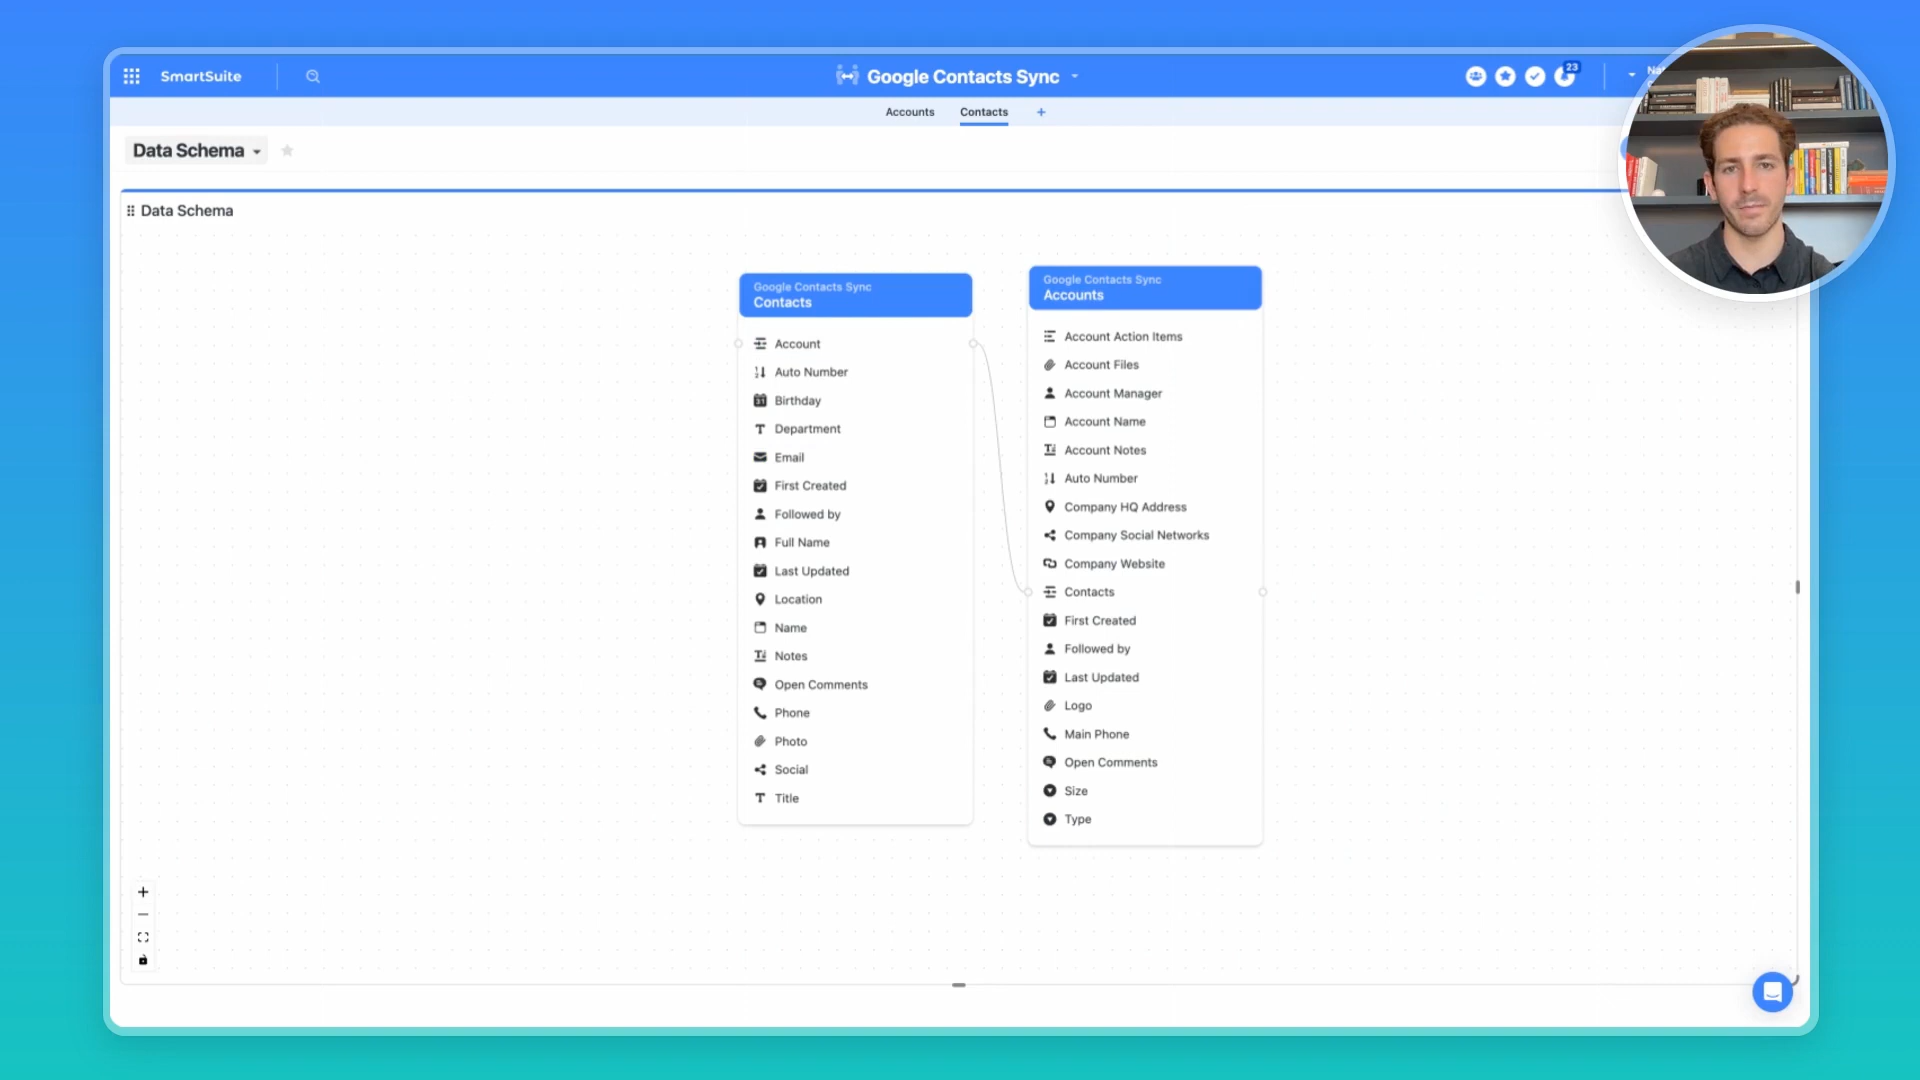 SmartSuite
Google Contacts Sync
23
Accounts
Contacts
+
Data Schema
Data Schema
Google Contacts Sync
Contacts
Account
Auto Number
Birthday
Department
Email
First Created
Followed by
Full Name
Last Updated
Location
Name
Notes
Open Comments
Phone
Photo
Social
Title
Google Contacts Sync
Accounts
Account Action Items
Account Files
Account Manager
Account Name
Account Notes
Auto Number
Company HQ Address
Company Social Networks
Company Website
Contacts
First Created
Followed by
Last Updated
Logo
Main Phone
Open Comments
Size
Type